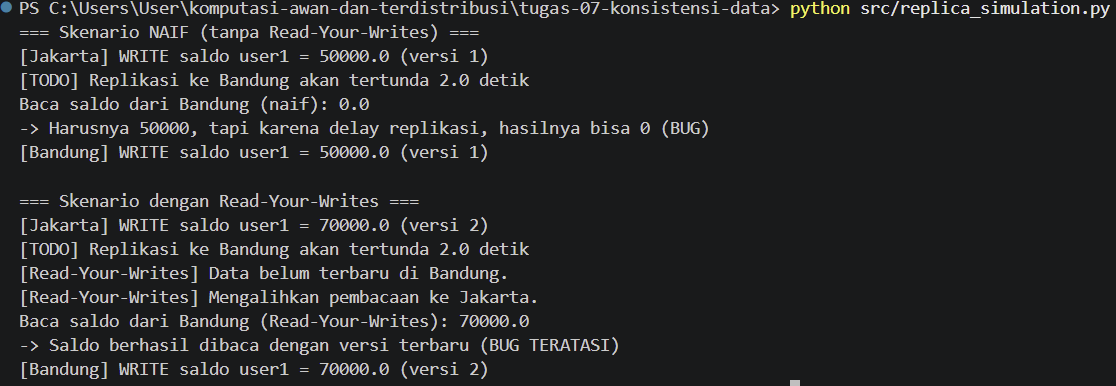 PS C:\Users\User\komputasi-awan-dan-terdistribusi\tugas-07-konsistensi-data> python src/replica_simulation.py
=== Skenario NAIF (tanpa Read-Your-Writes) ===
[Jakarta] WRITE saldo user1 = 50000.0 (versi 1)
[TODO] Replikasi ke Bandung akan tertunda 2.0 detik
Baca saldo dari Bandung (naif): 0.0
-> Harusnya 50000, tapi karena delay replikasi, hasilnya bisa 0 (BUG)
[Bandung] WRITE saldo user1 = 50000.0 (versi 1)

=== Skenario dengan Read-Your-Writes ===
[Jakarta] WRITE saldo user1 = 70000.0 (versi 2)
[TODO] Replikasi ke Bandung akan tertunda 2.0 detik
[Read-Your-Writes] Data belum terbaru di Bandung.
[Read-Your-Writes] Mengalihkan pembacaan ke Jakarta.
Baca saldo dari Bandung (Read-Your-Writes): 70000.0
-> Saldo berhasil dibaca dengan versi terbaru (BUG TERATASI)
[Bandung] WRITE saldo user1 = 70000.0 (versi 2)